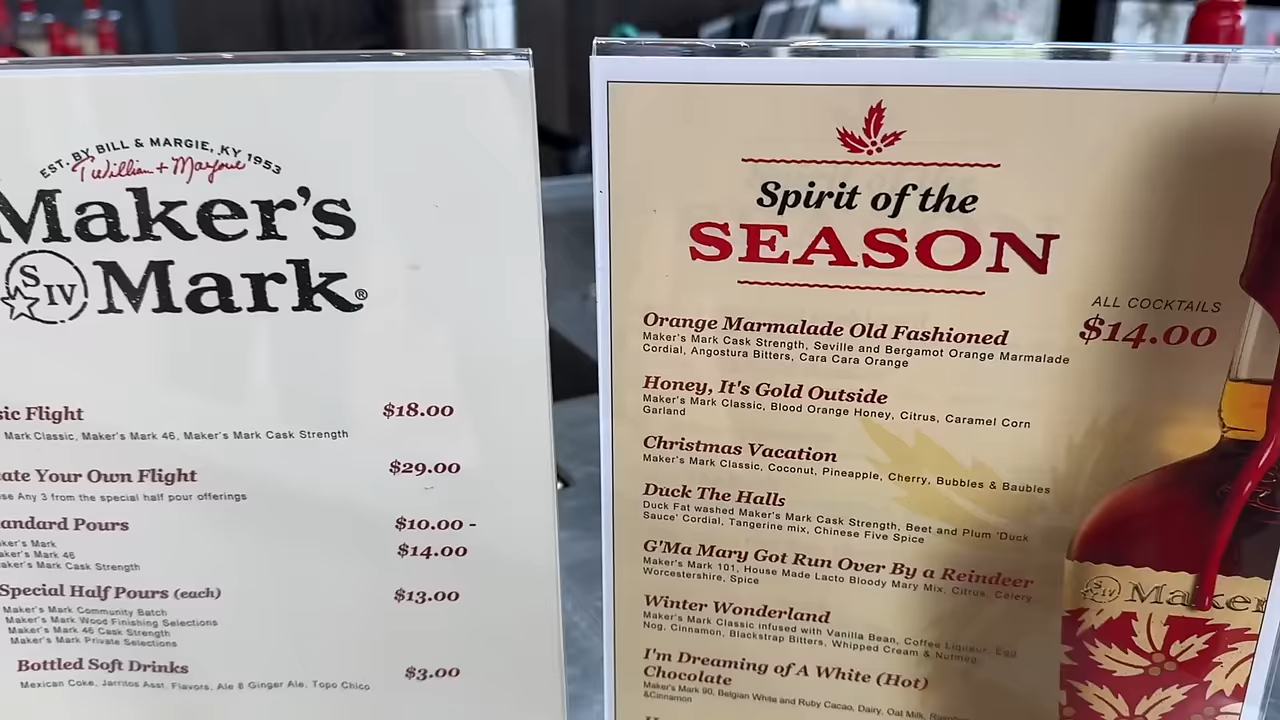 EST. BY BILL & MARGIE, KY 1953
Maker's
S IV Mark®
sic Flight $18.00
Mark Classic, Maker's Mark 46, Maker's Mark Cask Strength
ate Your Own Flight $29.00
se Any 3 from the special half pour offerings
andard Pours $10.00 -
$14.00
aker's Mark
aker's Mark 46
aker's Mark Cask Strength
Special Half Pours (each) $13.00
Maker's Mark Community Batch
Maker's Mark Wood Finishing Selections
Maker's Mark 46 Cask Strength
Maker's Mark Private Selections
Bottled Soft Drinks $3.00
Mexican Coke, Jarritos Asst. Flavors, Ale 8 Ginger Ale, Topo Chico
Spirit of the
SEASON
ALL COCKTAILS
$14.00
Orange Marmalade Old Fashioned
Maker's Mark Cask Strength, Seville and Bergamot Orange Marmalade
Cordial, Angostura Bitters, Cara Cara Orange
Honey, It's Gold Outside
Maker's Mark Classic, Blood Orange Honey, Citrus, Caramel Corn
Garland
Christmas Vacation
Maker's Mark Classic, Coconut, Pineapple, Cherry, Bubbles & Baubles
Duck The Halls
Duck Fat washed Maker's Mark Cask Strength, Beet and Plum 'Duck
Sauce' Cordial, Tangerine mix, Chinese Five Spice
G'Ma Mary Got Run Over By a Reindeer
Maker's Mark 101, House Made Lacto Bloody Mary Mix, Citrus, Celery
Worcestershire, Spice
Winter Wonderland
Maker's Mark Classic infused with Vanilla Bean, Coffee Liqueur, Egg
Nog, Cinnamon, Blackstrap Bitters, Whipped Cream & Nutmeg
I'm Dreaming of A White (Hot)
Chocolate
Maker's Mark 90, Belgian White and Ruby Cacao, Dairy, Oat Milk,
&Cinnamon
S IV Maker